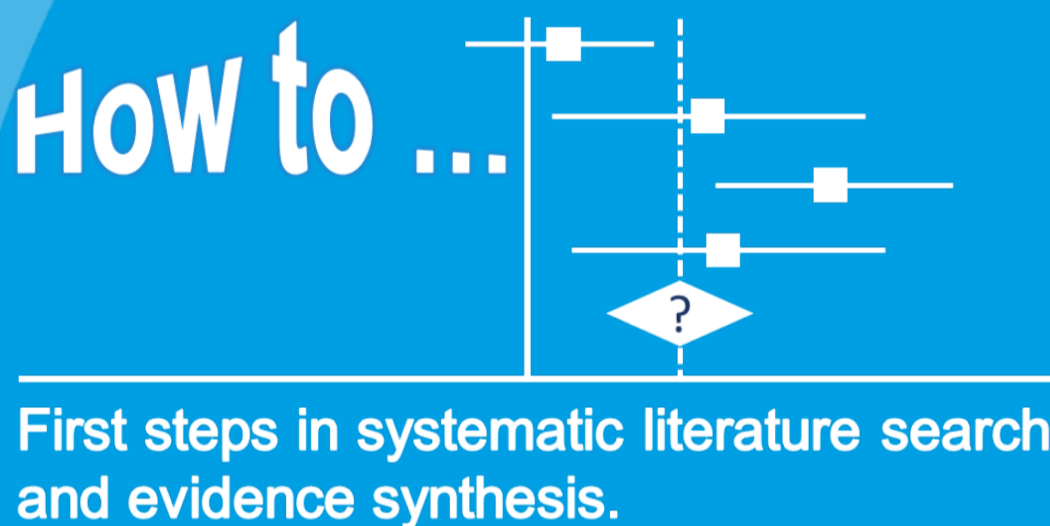 How to ...
?
First steps in systematic literature search
and evidence synthesis.